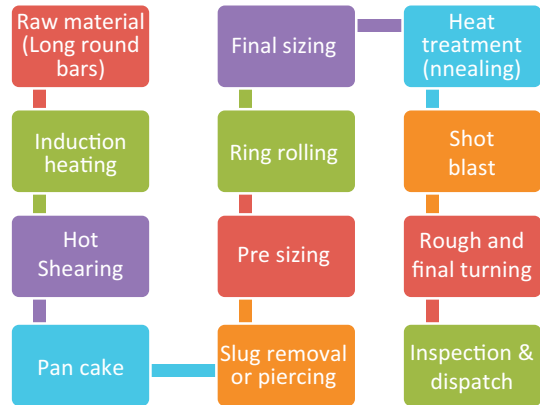 Raw material
(Long round
bars)
Induction
heating
Hot
Shearing
Pan cake
Slug removal
or piercing
Pre sizing
Ring rolling
Final sizing
Heat
treatment
(nnealing)
Shot
blast
Rough and
final turning
Inspection &
dispatch